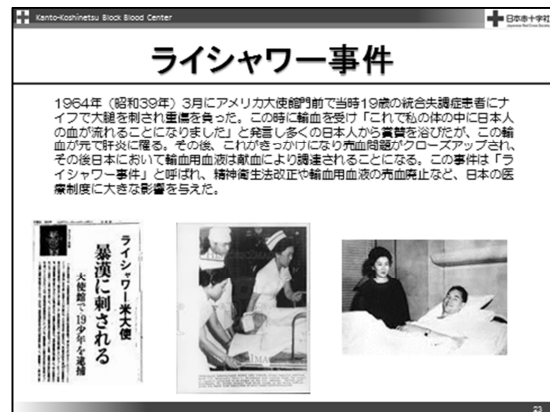 Kanto-Koshinetsu Block Blood Center
日本赤十字社
Japanese Red Cross Society
ライシャワー事件
1964年（昭和39年）3月にアメリカ大使館門前で当時19歳の統合失調症患者にナ
イフで大腿を刺され重傷を負った。この時に輸血を受け「これで私の体の中に日本人
の血が流れることになりました」と発言し多くの日本人から賞賛を浴びたが、この輸
血が元で肝炎に罹る。その後、これがきっかけになり売血問題がクローズアップされ、
その後日本において輸血用血液は献血により調達されることになる。この事件は「ラ
イシャワー事件」と呼ばれ、精神衛生法改正や輸血用血液の売血廃止など、日本の医
療制度に大きな影響を与えた。
ライシャワー米大使
暴漢に刺される
大使館で19少年を逮捕
23